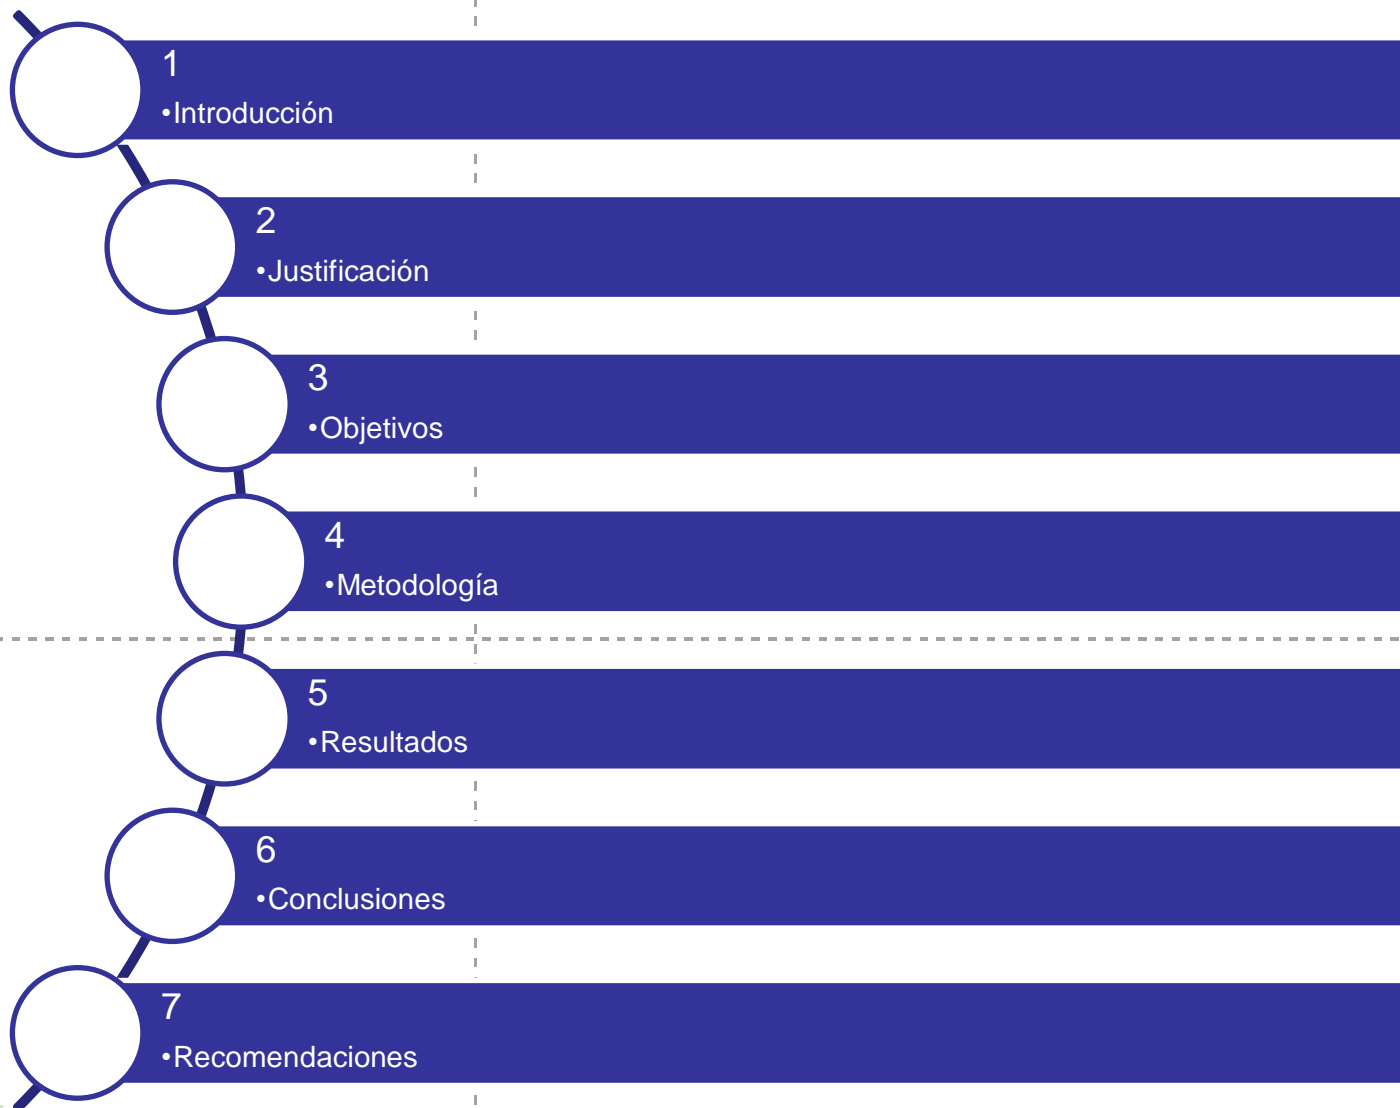 1
•Introducción
2
•Justificación
3
•Objetivos
4
•Metodología
5
•Resultados
6
•Conclusiones
7
•Recomendaciones